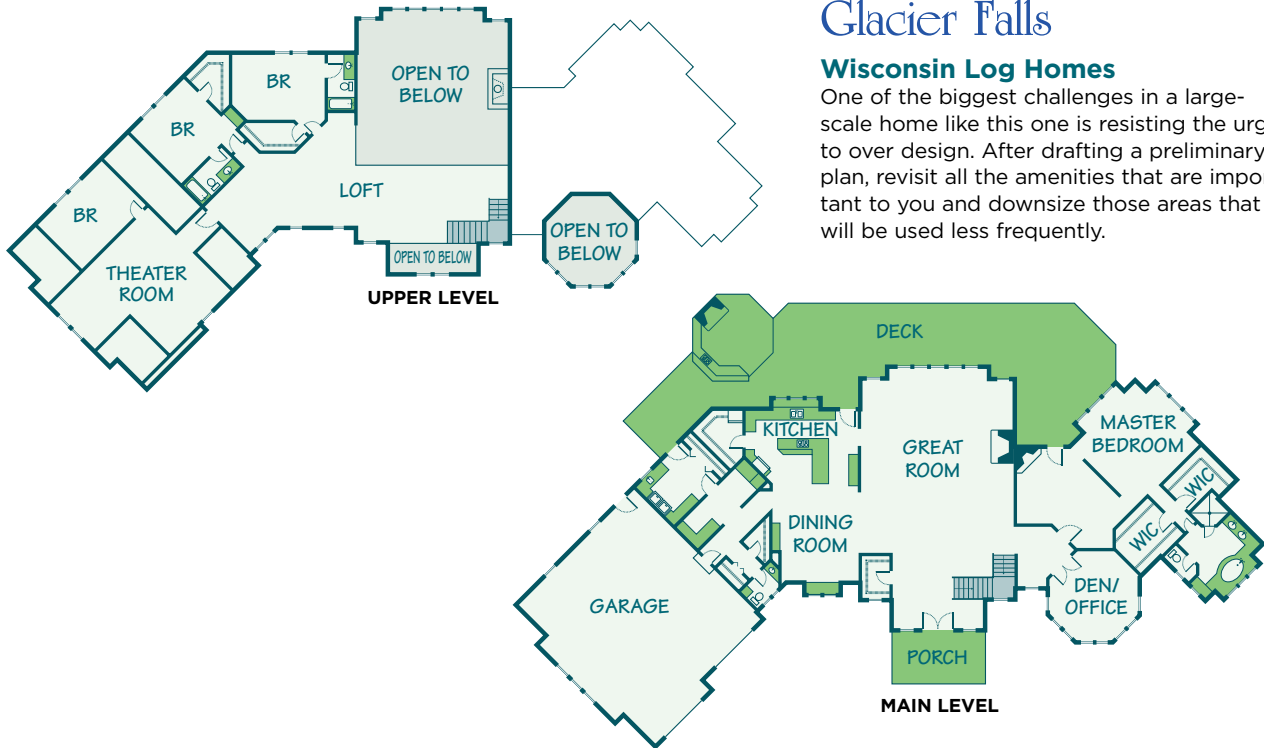 Glacier Falls
Wisconsin Log Homes
One of the biggest challenges in a large-
scale home like this one is resisting the urg
to over design. After drafting a preliminary
plan, revisit all the amenities that are impor
tant to you and downsize those areas that
will be used less frequently.
OPEN TO
BELOW
BR
BR
LOFT
BR
THEATER
ROOM
OPEN TO
BELOW
OPEN TO BELOW
UPPER LEVEL
DECK
KITCHEN
GREAT
ROOM
MASTER
BEDROOM
WIC
WIC
DINING
ROOM
DEN/
OFFICE
GARAGE
PORCH
MAIN LEVEL